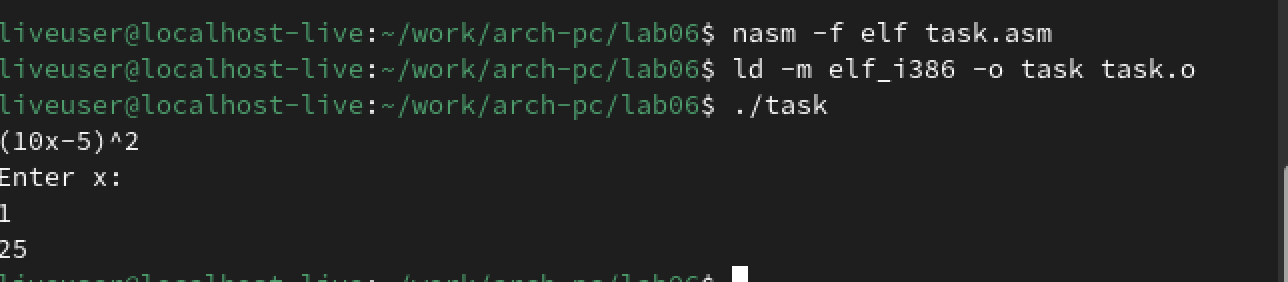 liveuser@localhost-live:~/work/arch-pc/lab06$ nasm -f elf task.asm
liveuser@localhost-live:~/work/arch-pc/lab06$ ld -m elf_i386 -o task task.o
liveuser@localhost-live:~/work/arch-pc/lab06$ ./task
(10x-5)^2
Enter x:
1
25
liveuser@localhost-live:~/work/arch-pc/lab06$